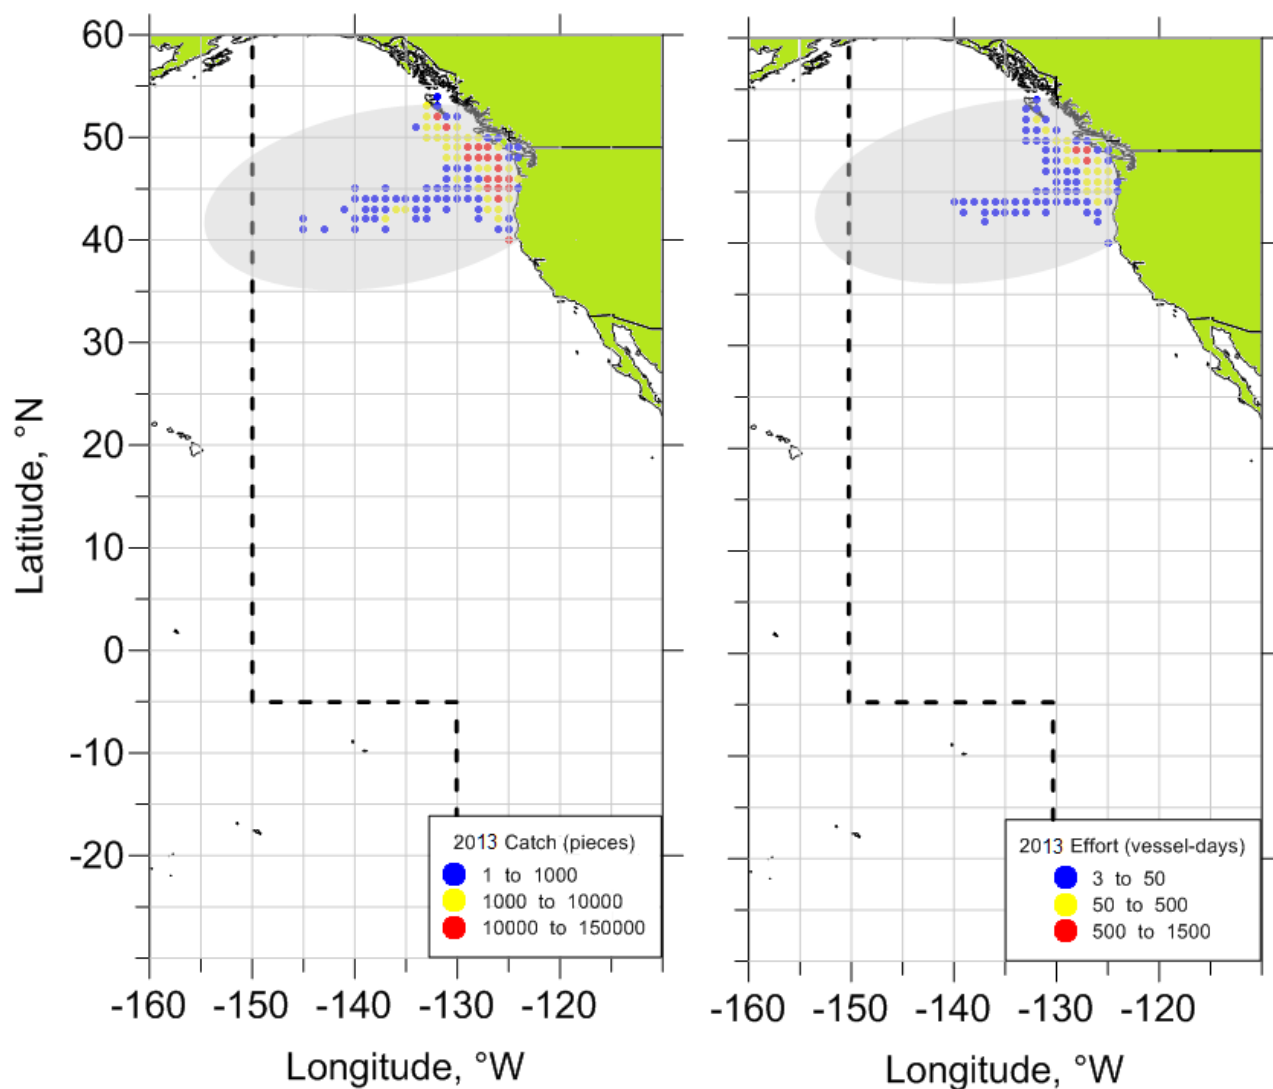 60
50
40
30
20
10
0
-10
-20
Latitude, °N
2013 Catch (pieces)
1 to 1000
1000 to 10000
10000 to 150000
-160 -150 -140 -130 -120
Longitude, °W
2013 Effort (vessel-days)
3 to 50
50 to 500
500 to 1500
-160 -150 -140 -130 -120
Longitude, °W